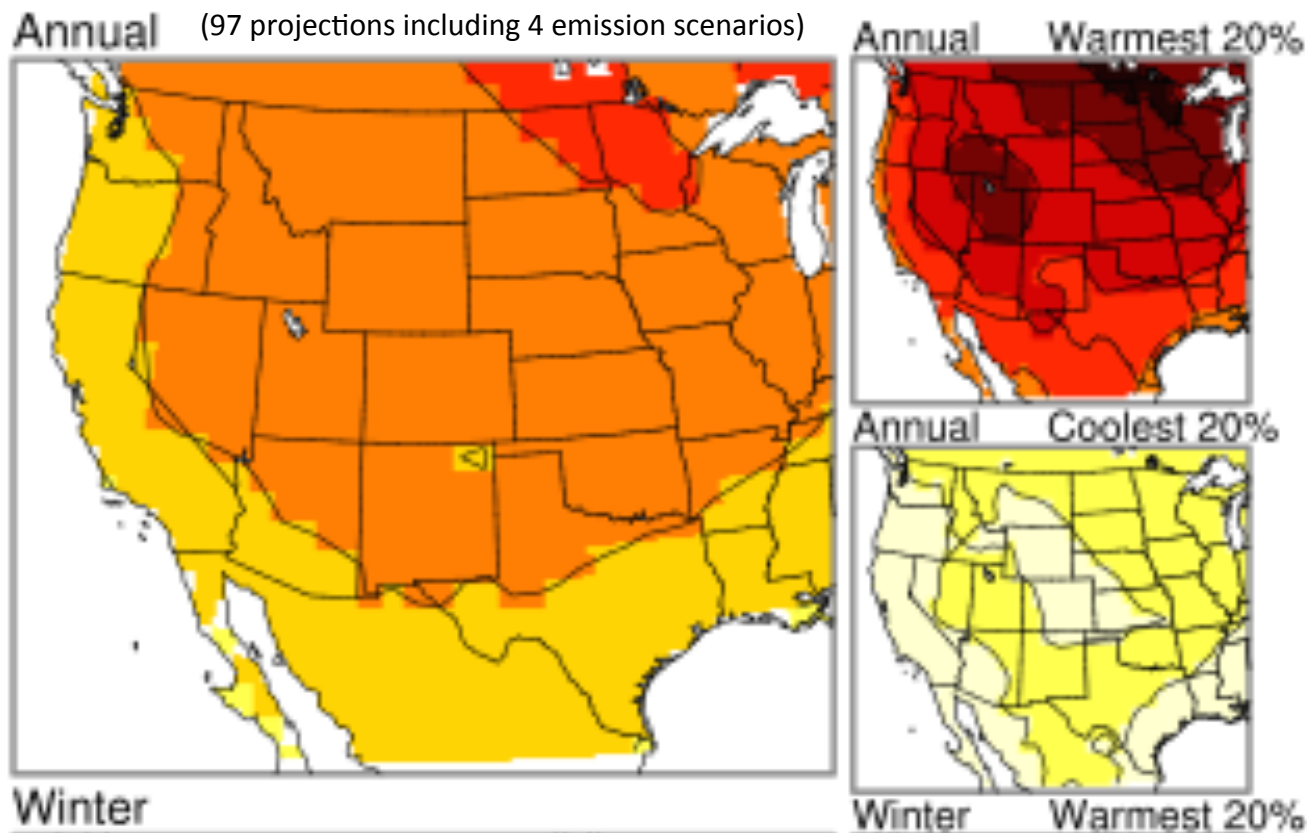 Annual (97 projections including 4 emission scenarios)
Annual Warmest 20%
Annual Coolest 20%
Winter
Winter Warmest 20%